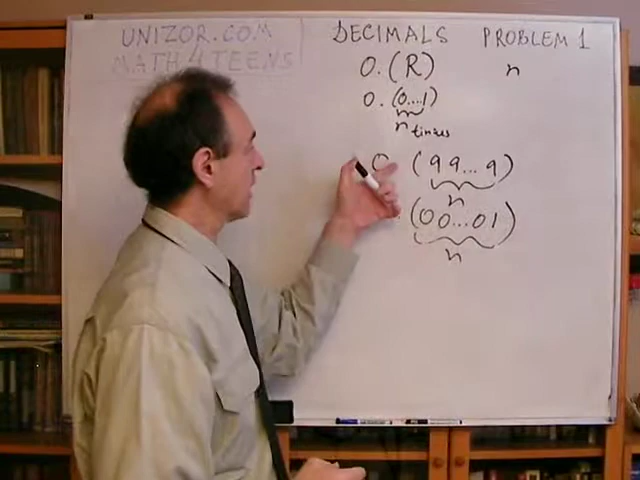 UNIZOR.COM
MATH4TEENS
DECIMALS PROBLEM 1
0.(R) n
0.(0...1)
n times
0 (99...9)
n
.(00...01)
n